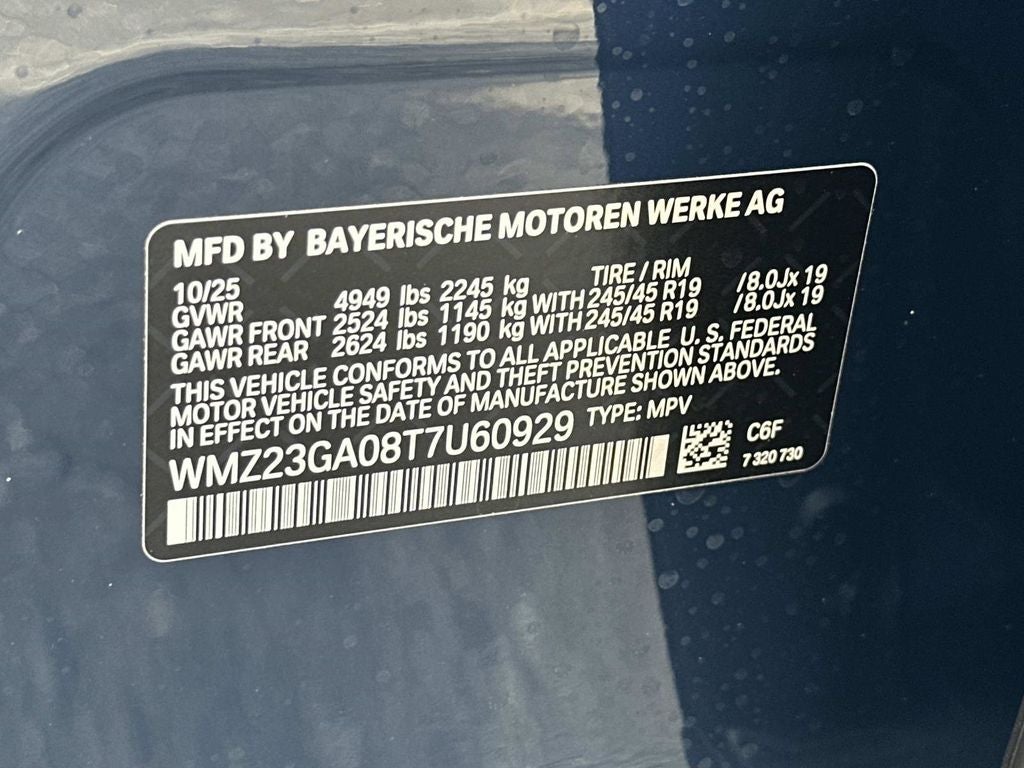 MFD BY BAYERISCHE MOTOREN WERKE AG
10/25 TIRE / RIM
GVWR 4949 lbs 2245 kg
GAWR FRONT 2524 lbs 1145 kg WITH 245/45 R19 /8.0Jx 19
GAWR REAR 2624 lbs 1190 kg WITH 245/45 R19 /8.0Jx 19
THIS VEHICLE CONFORMS TO ALL APPLICABLE U. S. FEDERAL
MOTOR VEHICLE SAFETY AND THEFT PREVENTION STANDARDS
IN EFFECT ON THE DATE OF MANUFACTURE SHOWN ABOVE.
WMZ23GA08T7U60929 TYPE: MPV
C6F
7 320 730